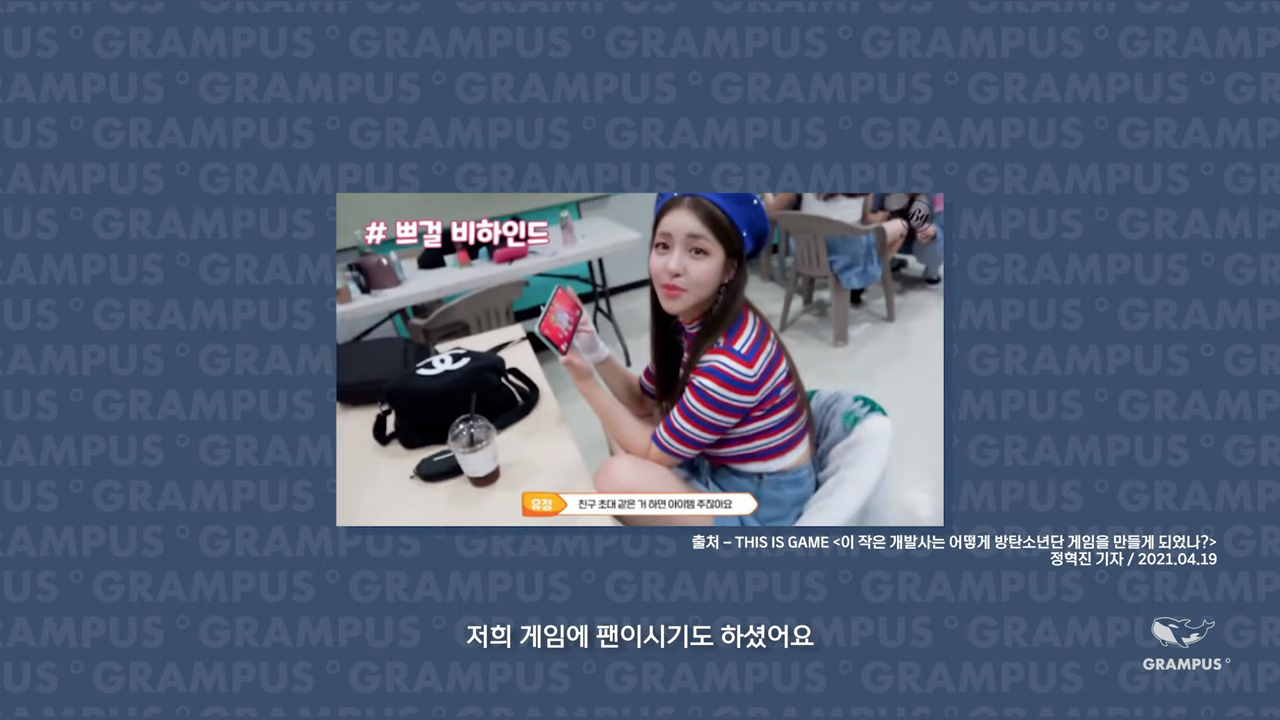 # 쁘걸 비하인드
Bg
유정 친구 초대 같은 거 하면 아이템 주잖아요
출처 – THIS IS GAME <이 작은 개발사는 어떻게 방탄소년단 게임을 만들게 되었나?>
정혁진 기자 / 2021.04.19
저희 게임에 팬이시기도 하셨어요
GRAMPUS